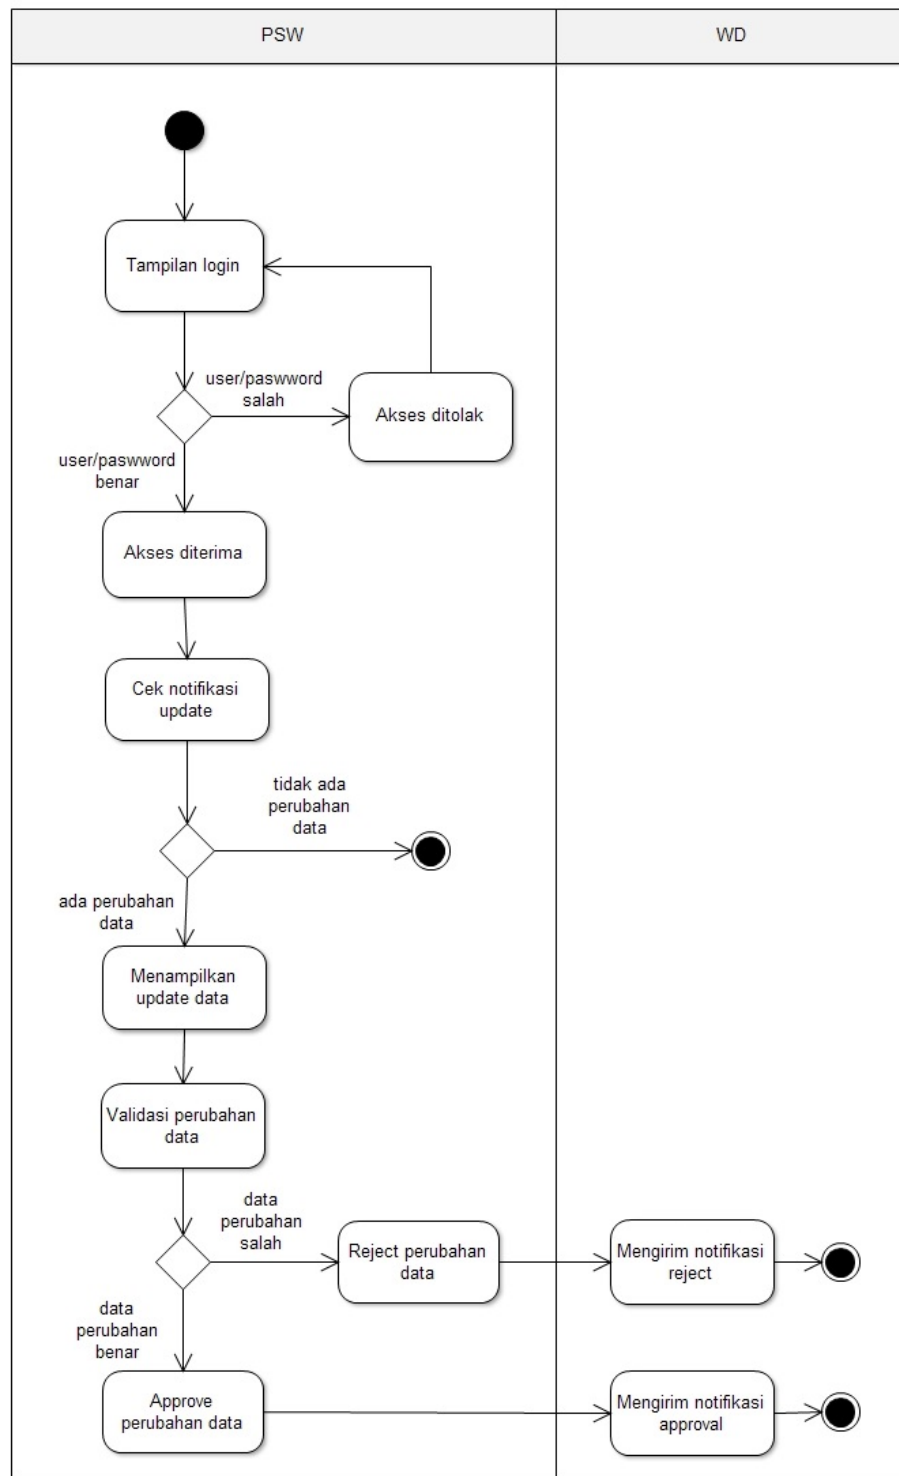 PSW
WD
Tampilan login
user/paswword
salah
Akses ditolak
user/paswword
benar
Akses diterima
Cek notifikasi
update
tidak ada
perubahan
data
ada perubahan
data
Menampilkan
update data
Validasi perubahan
data
data
perubahan
salah
Reject perubahan
data
Mengirim notifikasi
reject
data
perubahan
benar
Approve
perubahan data
Mengirim notifikasi
approval